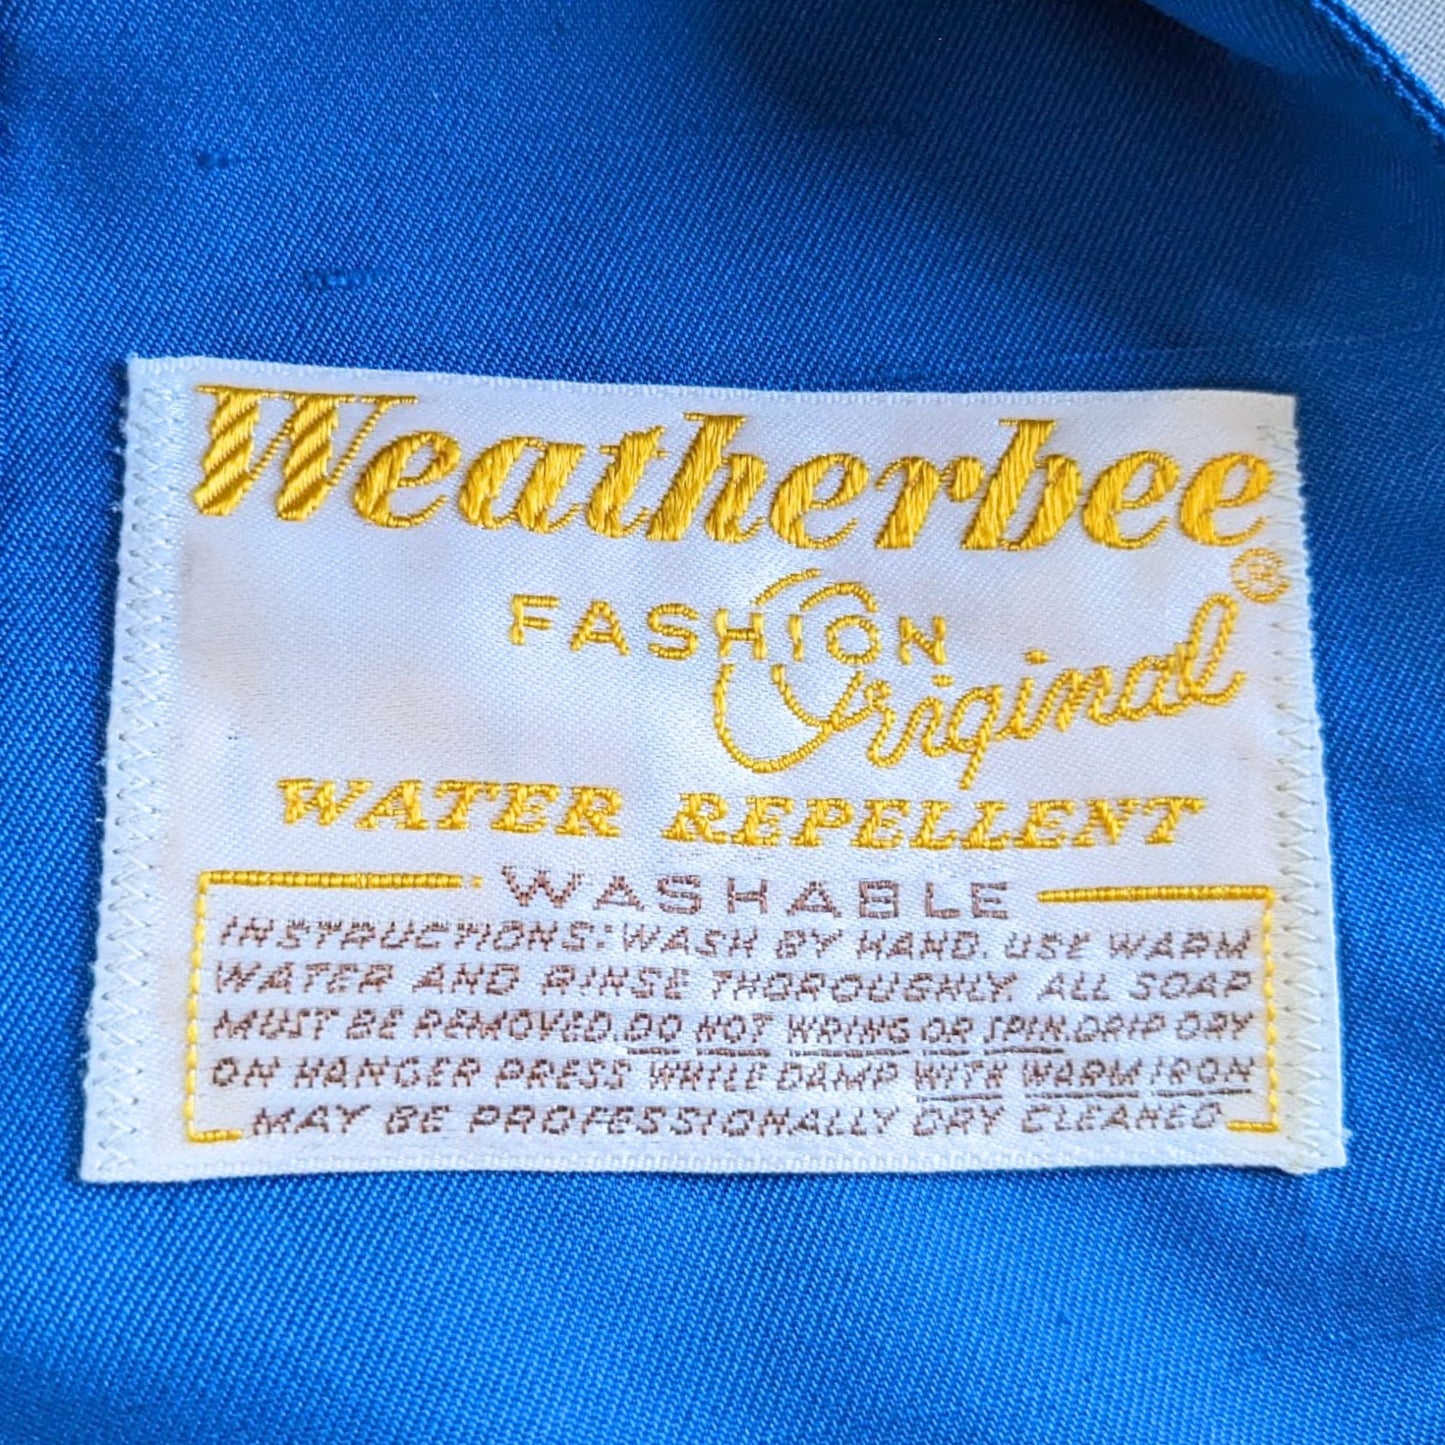 Weatherbee
®
FASHION
Original
WATER REPELLENT
WASHABLE
INSTRUCTIONS: WASH BY HAND. USE WARM
WATER AND RINSE THOROUGHLY. ALL SOAP
MUST BE REMOVED. DO NOT WRING OR SPIN. DRIP DRY
ON HANGER PRESS WHILE DAMP WITH WARM IRON
MAY BE PROFESSIONALLY DRY CLEANED